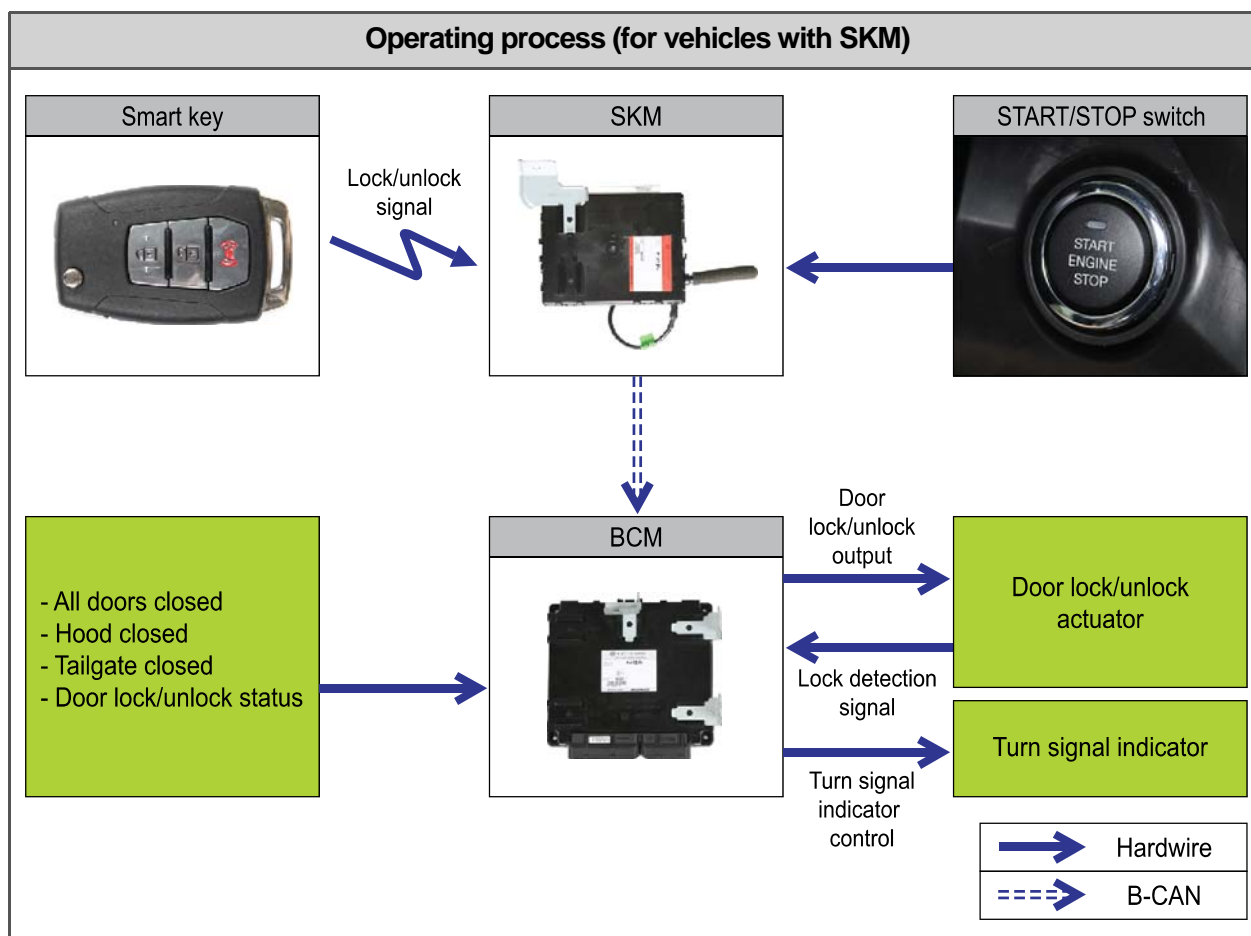 Operating process (for vehicles with SKM)
Smart key
Lock/unlock
signal
SKM
START/STOP switch
START
ENGINE
STOP
- All doors closed
- Hood closed
- Tailgate closed
- Door lock/unlock status
BCM
Door
lock/unlock
output
Door lock/unlock
actuator
Lock detection
signal
Turn signal indicator
Turn signal
indicator
control
Hardwire
B-CAN